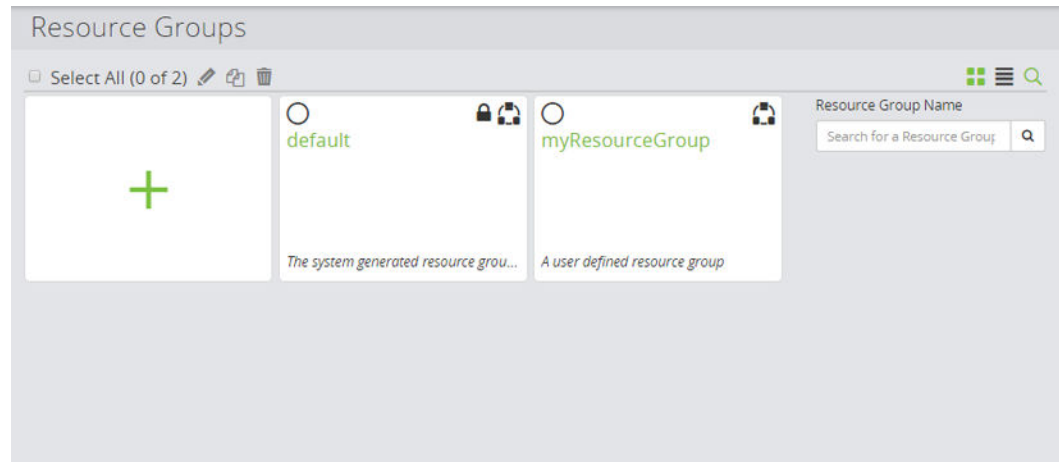 Resource Groups
Select All (0 of 2)
default
The system generated resource grou...
myResourceGroup
A user defined resource group
Resource Group Name
Search for a Resource Group